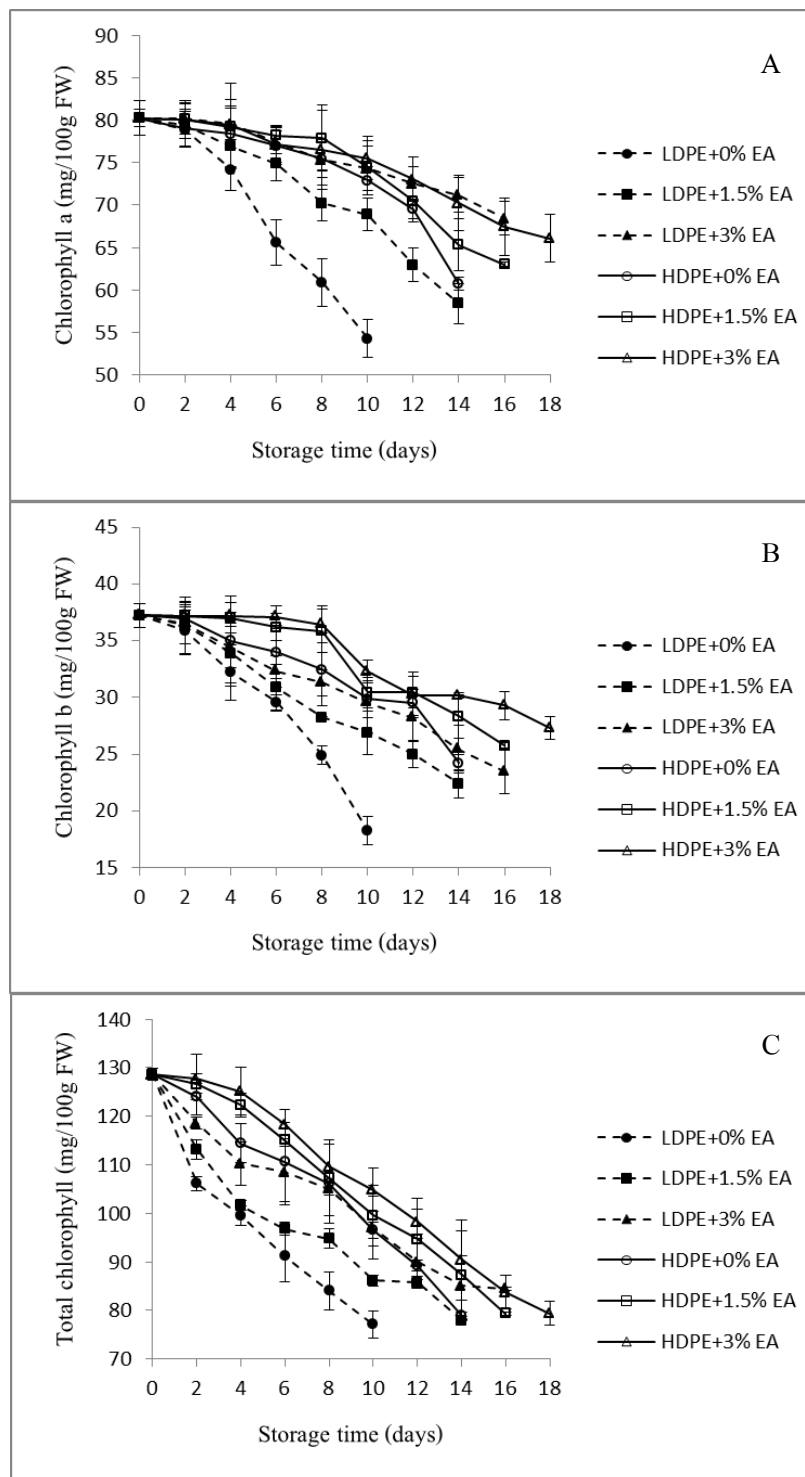 A
90
85
80
75
70
65
60
55
50
Chlorophyll a (mg/100g FW)
0 2 4 6 8 10 12 14 16 18
Storage time (days)
LDPE+0% EA
LDPE+1.5% EA
LDPE+3% EA
HDPE+0% EA
HDPE+1.5% EA
HDPE+3% EA
B
45
40
35
30
25
20
15
Chlorophyll b (mg/100g FW)
0 2 4 6 8 10 12 14 16 18
Storage time (days)
LDPE+0% EA
LDPE+1.5% EA
LDPE+3% EA
HDPE+0% EA
HDPE+1.5% EA
HDPE+3% EA
C
140
130
120
110
100
90
80
70
Total chlorophyll (mg/100g FW)
0 2 4 6 8 10 12 14 16 18
Storage time (days)
LDPE+0% EA
LDPE+1.5% EA
LDPE+3% EA
HDPE+0% EA
HDPE+1.5% EA
HDPE+3% EA